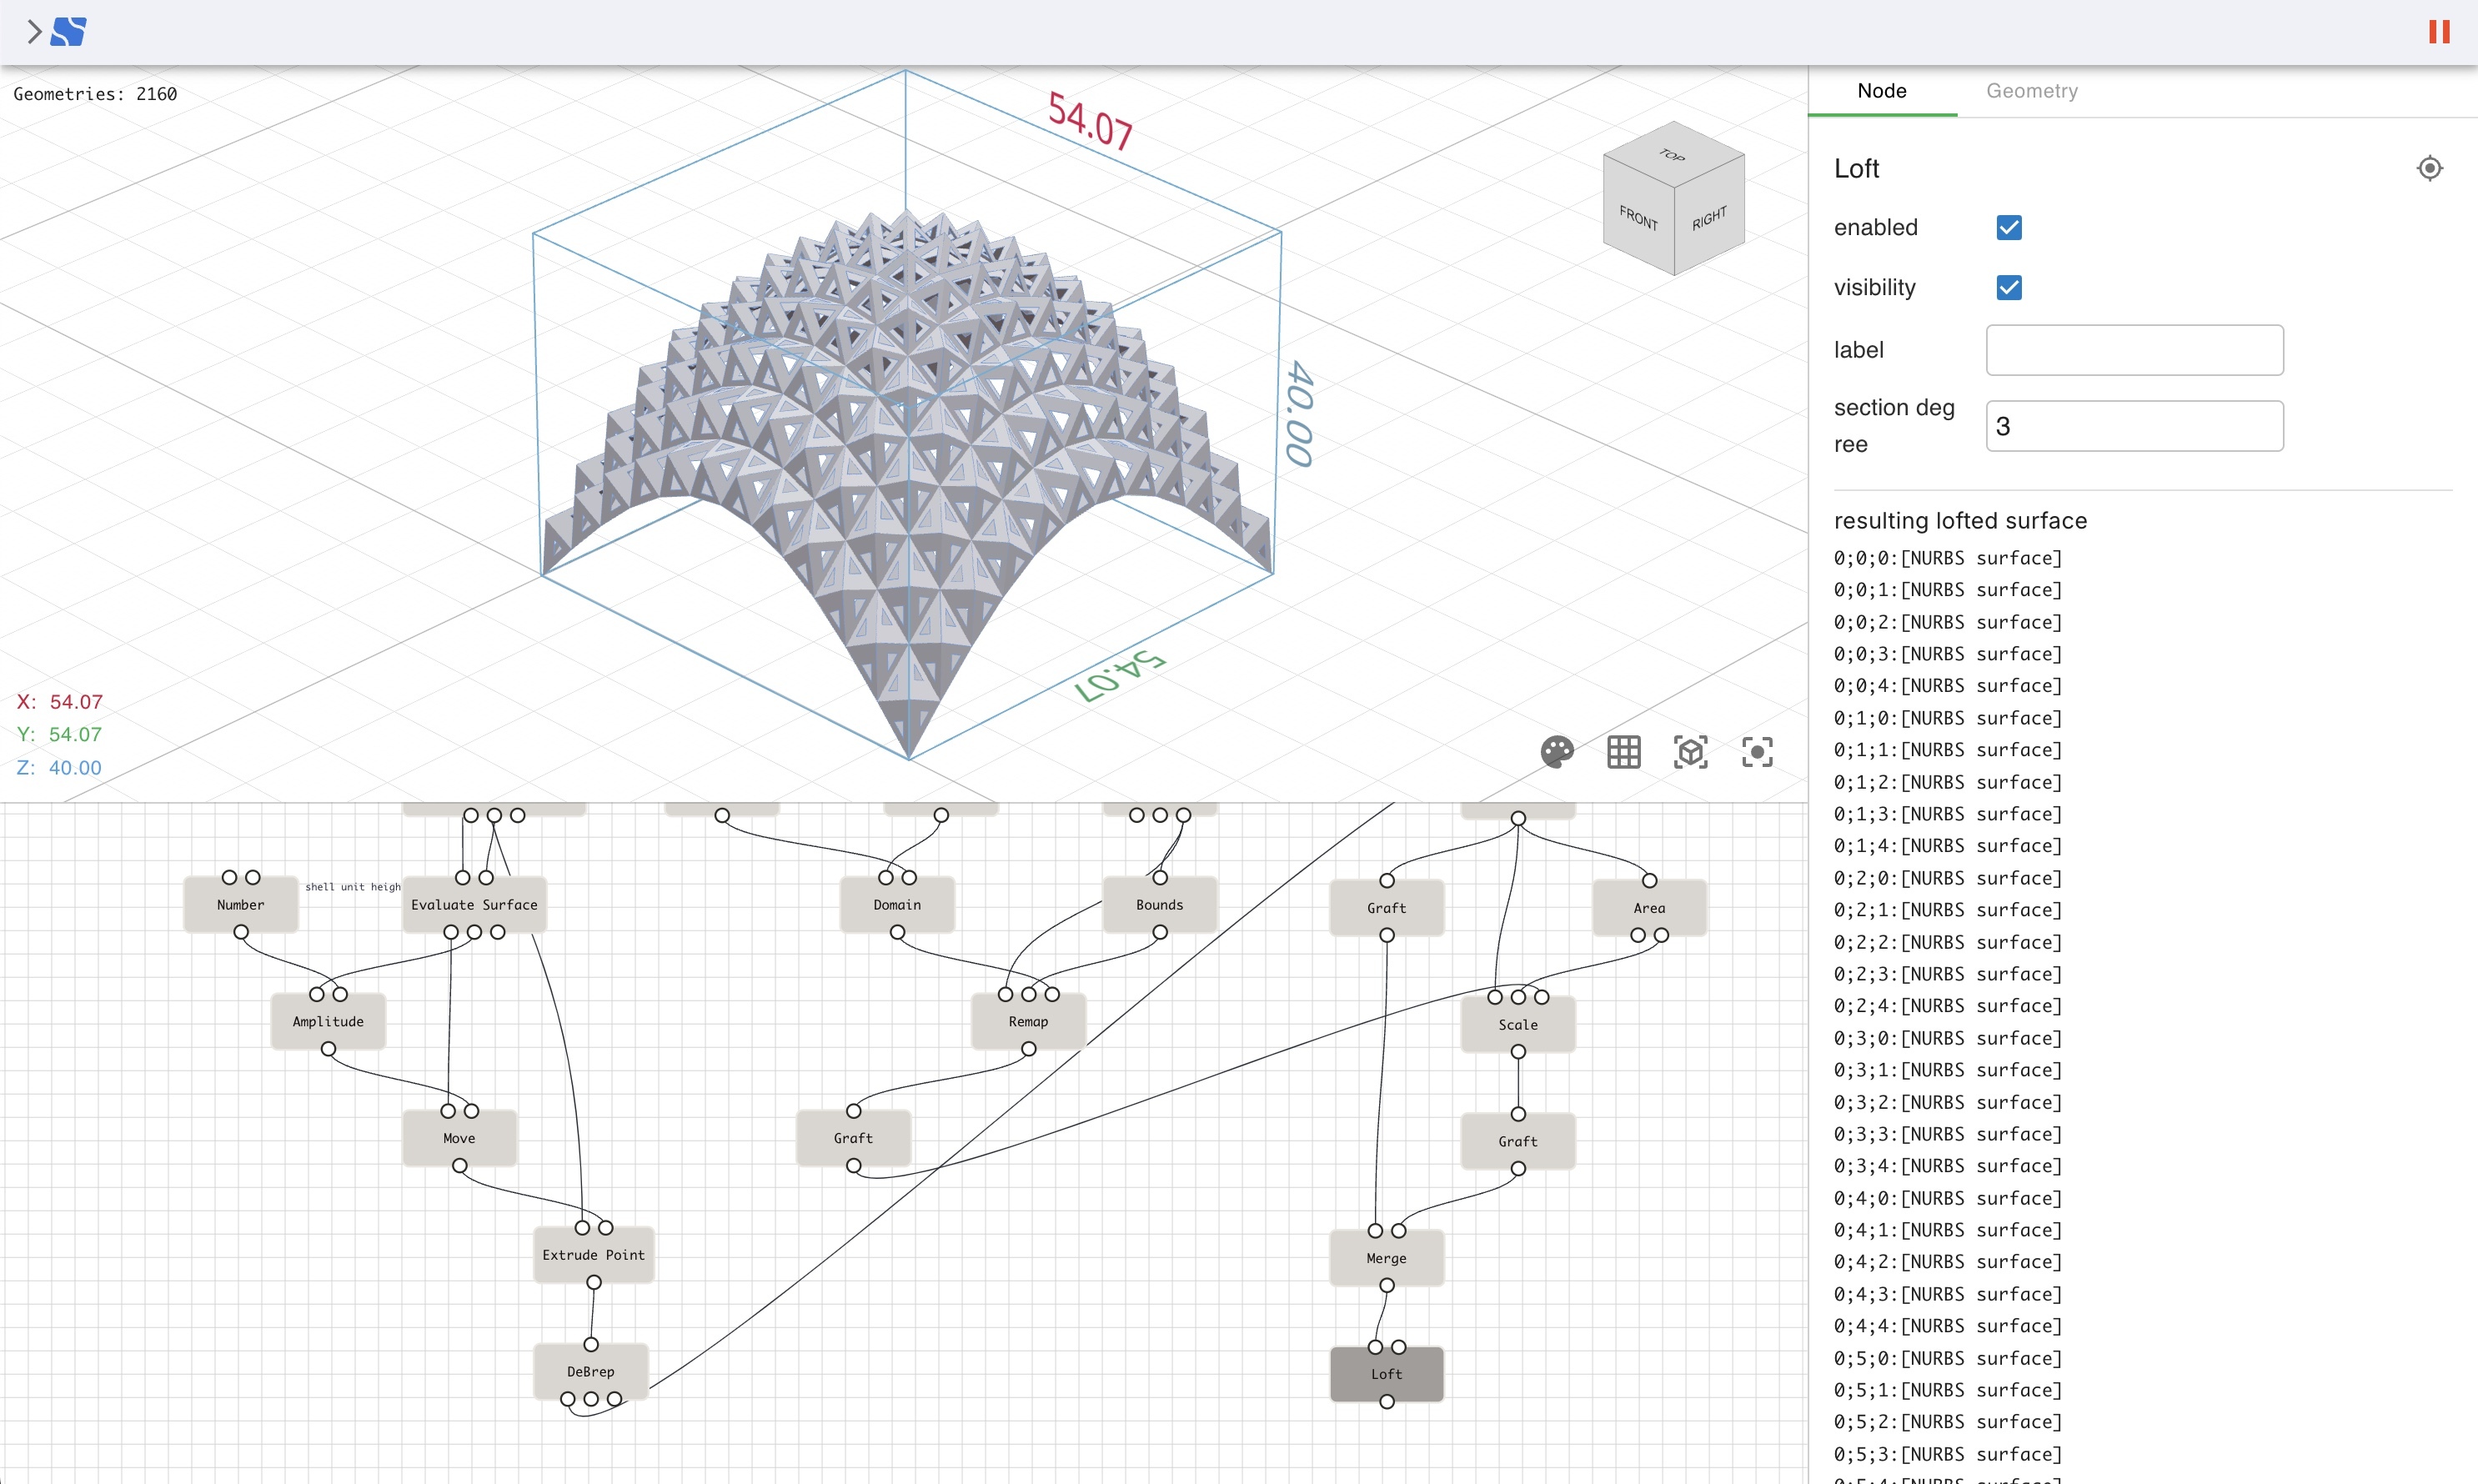 Geometries: 2160
54.07
40.00
54.07
TOP
FRONT
RIGHT
X: 54.07
Y: 54.07
Z: 40.00
Number
shell unit heigh
Evaluate Surface
Domain
Bounds
Graft
Area
Amplitude
Remap
Scale
Move
Graft
Graft
Extrude Point
Merge
DeBrep
Loft
Node
Geometry
Loft
enabled
visibility
label
section deg
ree
3
resulting lofted surface
0;0;0:[NURBS surface]
0;0;1:[NURBS surface]
0;0;2:[NURBS surface]
0;0;3:[NURBS surface]
0;0;4:[NURBS surface]
0;1;0:[NURBS surface]
0;1;1:[NURBS surface]
0;1;2:[NURBS surface]
0;1;3:[NURBS surface]
0;1;4:[NURBS surface]
0;2;0:[NURBS surface]
0;2;1:[NURBS surface]
0;2;2:[NURBS surface]
0;2;3:[NURBS surface]
0;2;4:[NURBS surface]
0;3;0:[NURBS surface]
0;3;1:[NURBS surface]
0;3;2:[NURBS surface]
0;3;3:[NURBS surface]
0;3;4:[NURBS surface]
0;4;0:[NURBS surface]
0;4;1:[NURBS surface]
0;4;2:[NURBS surface]
0;4;3:[NURBS surface]
0;4;4:[NURBS surface]
0;5;0:[NURBS surface]
0;5;1:[NURBS surface]
0;5;2:[NURBS surface]
0;5;3:[NURBS surface]